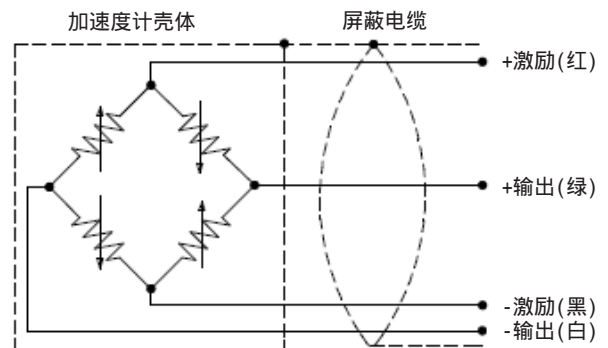 加速度计壳体
屏蔽电缆
+激励(红)
+输出(绿)
-激励(黑)
-输出(白)